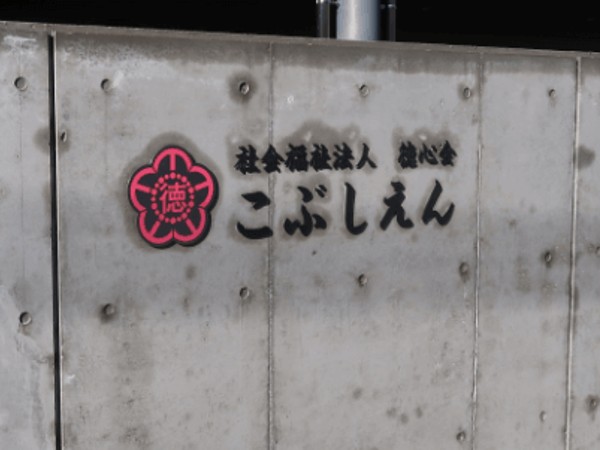 徳
社会福祉法人 徳心会
こぶしえん